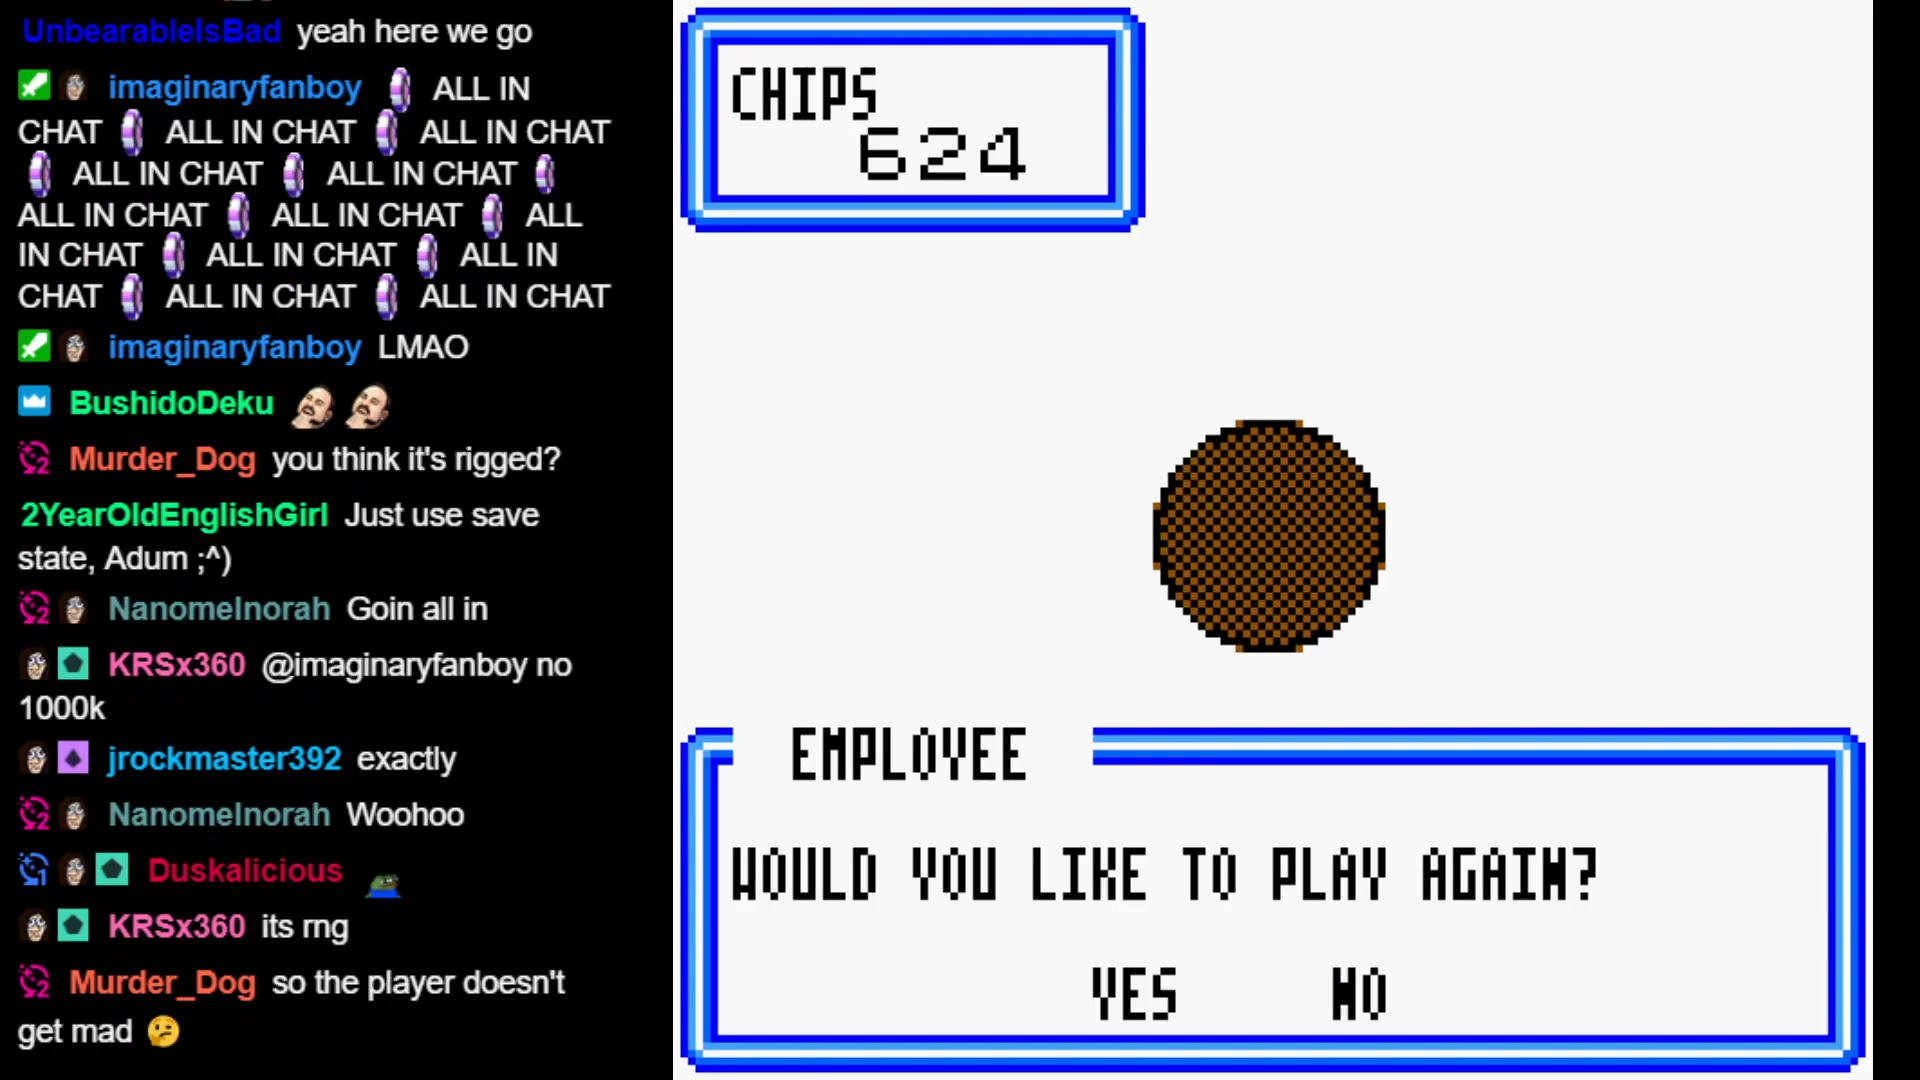 UnbearableIsBad yeah here we go
imaginaryfanboy ALL IN
CHAT ALL IN CHAT ALL IN CHAT
ALL IN CHAT ALL IN CHAT
ALL IN CHAT ALL IN CHAT ALL
IN CHAT ALL IN CHAT ALL IN
CHAT ALL IN CHAT ALL IN CHAT
imaginaryfanboy LMAO
BushidoDeku
Murder_Dog you think it's rigged?
2YearOldEnglishGirl Just use save
state, Adum ;^)
NanomeInorah Goin all in
KRSx360 @imaginaryfanboy no
1000k
jrockmaster392 exactly
NanomeInorah Woohoo
Duskalicious
KRSx360 its rng
Murder_Dog so the player doesn't
get mad 🤔
CHIPS
624
EMPLOYEE
WOULD YOU LIKE TO PLAY AGAIN?
YES NO